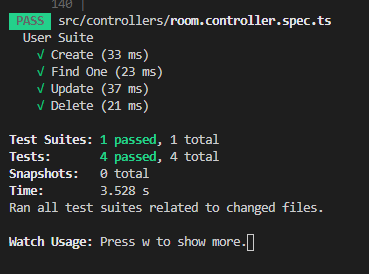 140 |
PASS src/controllers/room.controller.spec.ts
User Suite
√ Create (33 ms)
√ Find One (23 ms)
√ Update (37 ms)
√ Delete (21 ms)
Test Suites: 1 passed, 1 total
Tests: 4 passed, 4 total
Snapshots: 0 total
Time: 3.528 s
Ran all test suites related to changed files.
Watch Usage: Press w to show more.